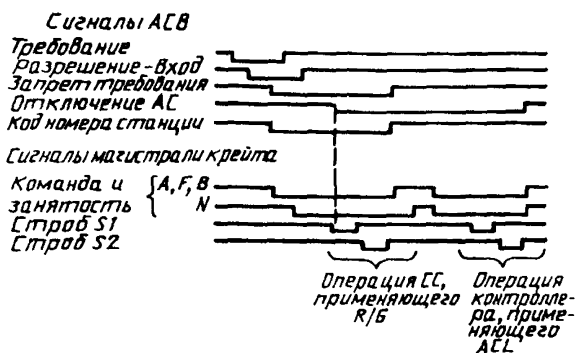 Сигналы АСВ
Требование
Разрешение-вход
Запрет требования
Отключение АС
Код номера станции
Сигналы магистрали крейта
Команда и { A, F, B
занятость N
Строб S1
Строб S2
Операция СС,
применяющего
R/G
Операция
контролле-
ра, приме-
няющего
ACL